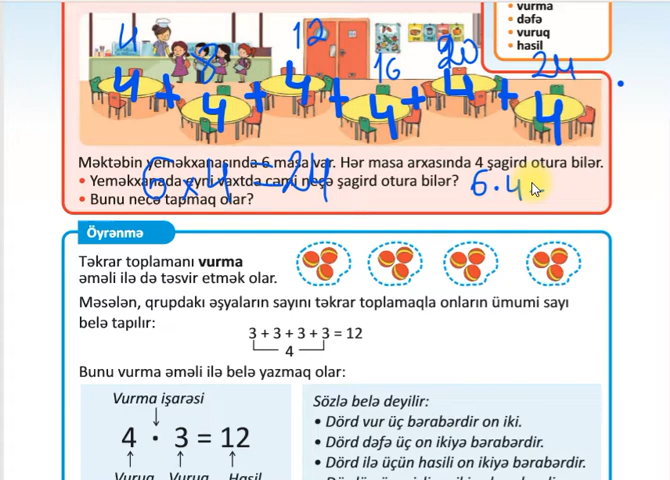 • vurma
• dəfə
• vuruq
• hasil
4 8 12 16 20 24
4 + 4 + 4 + 4 + 4 + 4
Məktəbin yeməkxanasında 6 masa var. Hər masa arxasında 4 şagird otura bilər.
• Yeməkxanada eyni vaxtda cəmi neçə şagird otura bilər?
6 x 4 = 24
6 · 4
• Bunu necə tapmaq olar?
Öyrənmə
Təkrar toplamanı vurma
əməli ilə də təsvir etmək olar.
Məsələn, qrupdakı əşyaların sayını təkrar toplamaqla onların ümumi sayı
belə tapılır:
3 + 3 + 3 + 3 = 12
4
Bunu vurma əməli ilə belə yazmaq olar:
Vurma işarəsi
4 · 3 = 12
Vuruq Vuruq Hasil
Sözlə belə deyilir:
• Dörd vur üç bərabərdir on iki.
• Dörd dəfə üç on ikiyə bərabərdir.
• Dörd ilə üçün hasili on ikiyə bərabərdir.